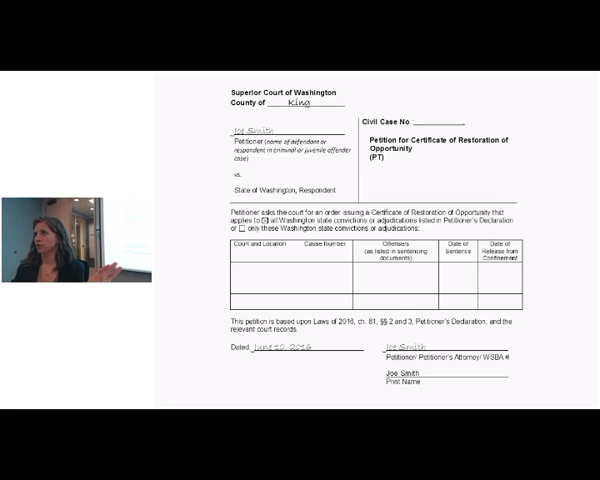 Superior Court of Washington
County of King
Civil Case No.:
Joe Smith
Petitioner (name of defendant or
respondent in criminal or juvenile offender
case)
vs.
State of Washington, Respondent
Petition for Certificate of Restoration of
Opportunity
(PT)
Petitioner asks the court for an order issuing a Certificate of Restoration of Opportunity that
applies to ☒ all Washington state convictions or adjudications listed in Petitioner's Declaration
or ☐ only these Washington state convictions or adjudications:
Court and Location Cause Number Offense/s Date of Date of
(as listed in sentencing Sentence Release from
documents) Confinement
This petition is based upon Laws of 2016, ch. 81, §§ 2 and 3, Petitioner's Declaration, and the
relevant court records.
Dated: June 10, 2016 Joe Smith
Petitioner/ Petitioner's Attorney/ WSBA #
Joe Smith
Print Name